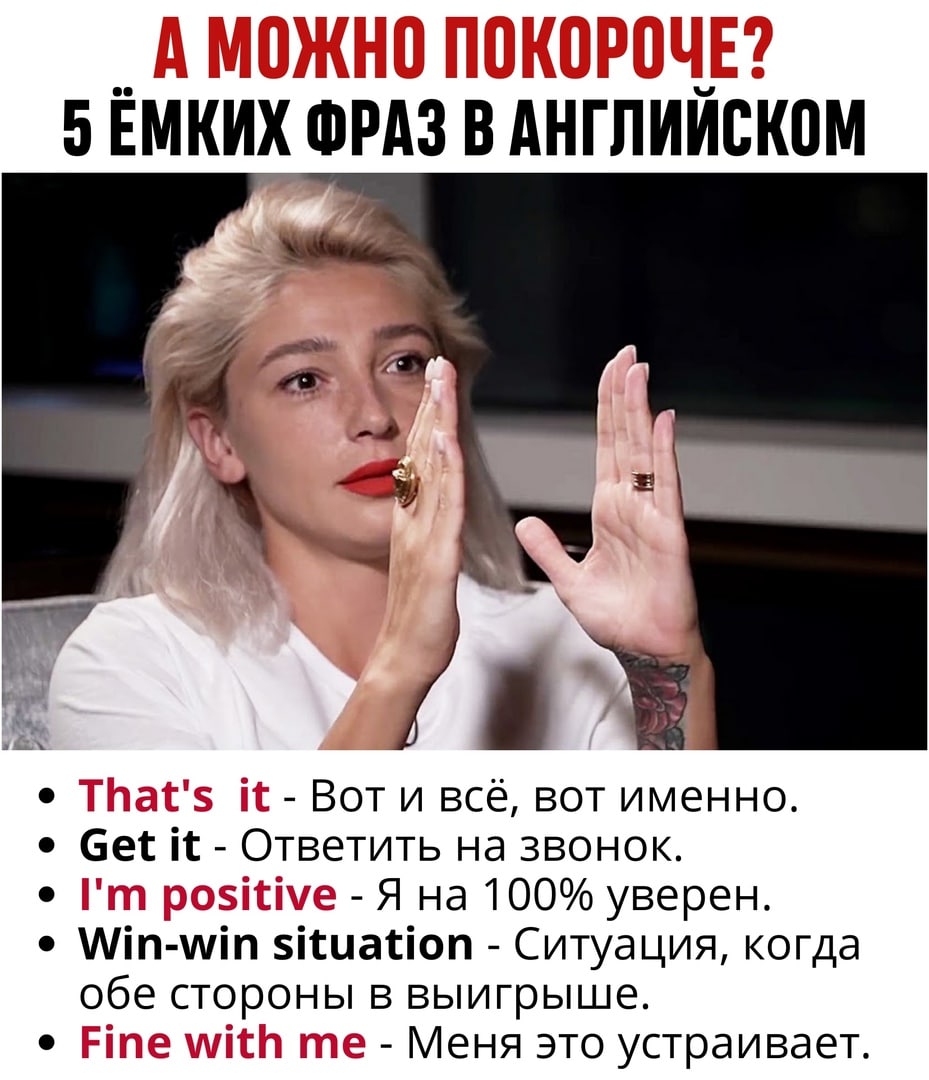 А МОЖНО ПОКОРОЧЕ?
5 ЁМКИХ ФРАЗ В АНГЛИЙСКОМ
• That's it - Вот и всё, вот именно.
• Get it - Ответить на звонок.
• I'm positive - Я на 100% уверен.
• Win-win situation - Ситуация, когда
обе стороны в выигрыше.
• Fine with me - Меня это устраивает.